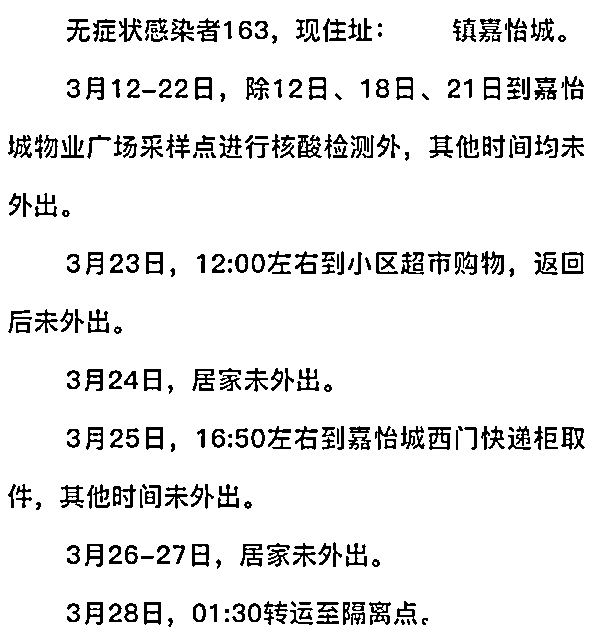 无症状感染者163，现住址：　　镇嘉怡城。
3月12-22日，除12日、18日、21日到嘉怡
城物业广场采样点进行核酸检测外，其他时间均未
外出。
3月23日，12:00左右到小区超市购物，返回
后未外出。
3月24日，居家未外出。
3月25日，16:50左右到嘉怡城西门快递柜取
件，其他时间未外出。
3月26-27日，居家未外出。
3月28日，01:30转运至隔离点。